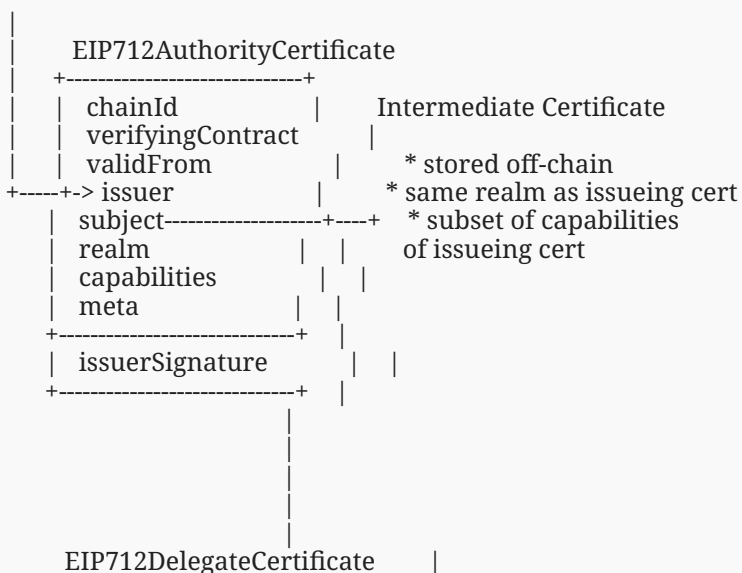 |
|      EIP712AuthorityCertificate
|    +------------------------------+
|    |  chainId              |       Intermediate Certificate
|    |  verifyingContract        |
|    |  validFrom              |        * stored off-chain
+-----+-> issuer                  |        * same realm as issueing cert
|  subject--------------------+----+   * subset of capabilities
|  realm                  |   |       of issueing cert
|  capabilities             |   |
|  meta                  |   |
+------------------------------+   |
|  issuerSignature          |   |
+------------------------------+   |
|
|
|
|
|
EIP712DelegateCertificate       |